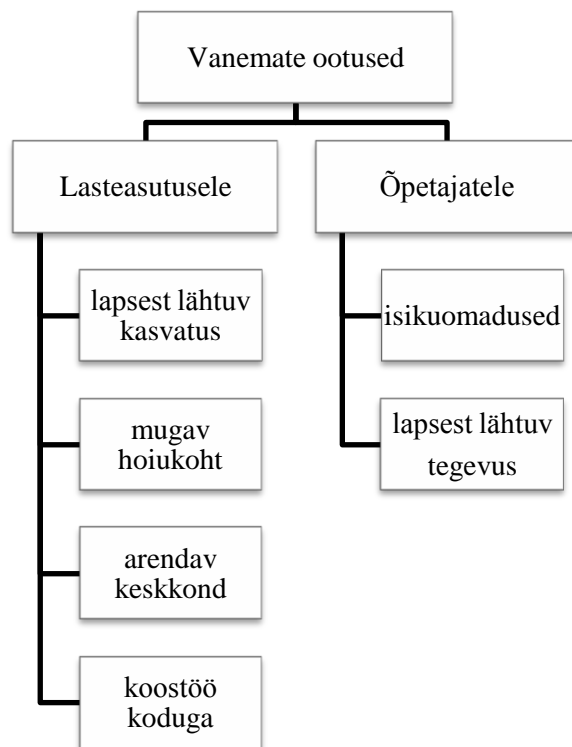 Vanemate ootused
Lasteasutusele
Õpetajatele
lapsest lähtuv
kasvatus
mugav
hoiukoht
arendav
keskkond
koostöö
koduga
isikuomadused
lapsest lähtuv
tegevus